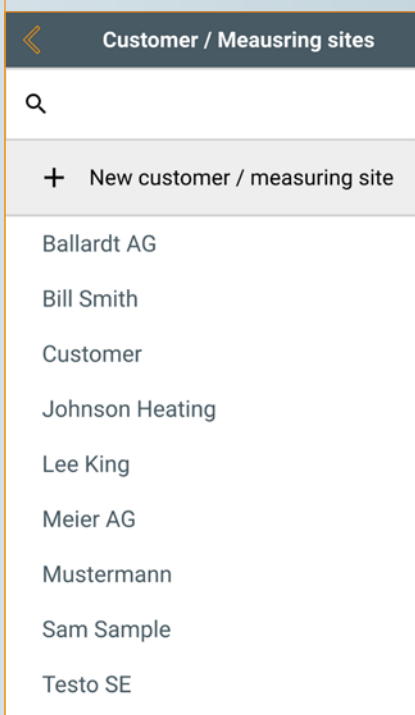 Customer / Meausring sites
New customer / measuring site
Ballardt AG
Bill Smith
Customer
Johnson Heating
Lee King
Meier AG
Mustermann
Sam Sample
Testo SE